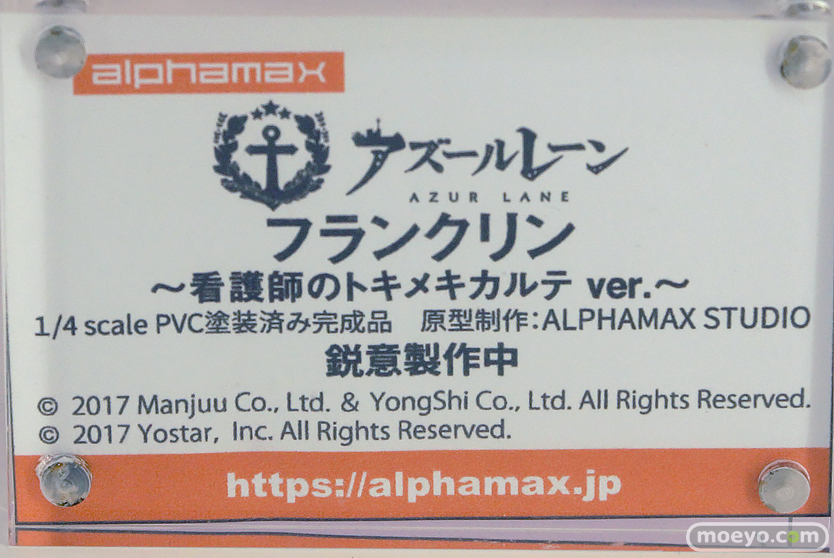 alphamax
アズールレーン
AZUR LANE
フランクリン
～看護師のトキメキカルテ ver.～
1/4 scale PVC塗装済み完成品 原型制作：ALPHAMAX STUDIO
鋭意製作中
© 2017 Manjuu Co., Ltd. & YongShi Co., Ltd. All Rights Reserved.
© 2017 Yostar, Inc. All Rights Reserved.
https://alphamax.jp
moeyo.com